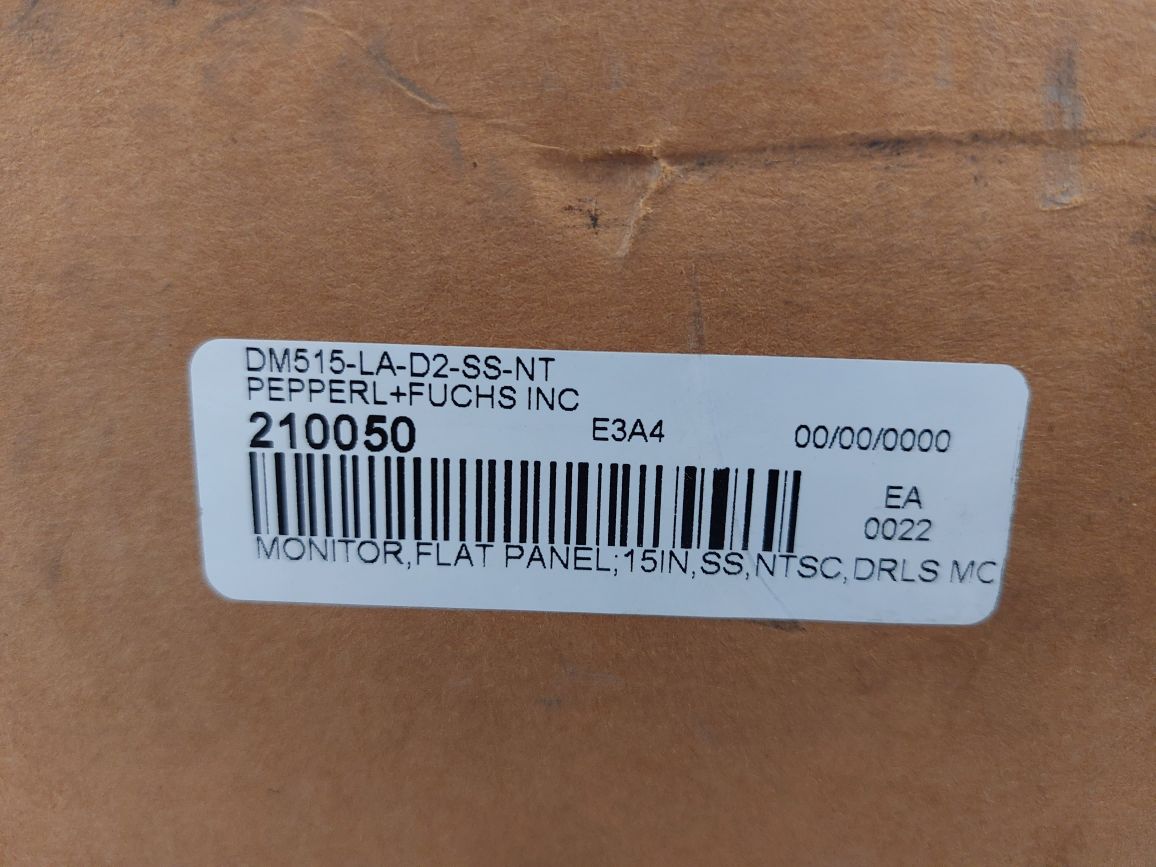 DM515-LA-D2-SS-NT
PEPPERL+FUCHS INC
210050 E3A4 00/00/0000
EA
0022
MONITOR,FLAT PANEL;15IN,SS,NTSC,DRLS MC